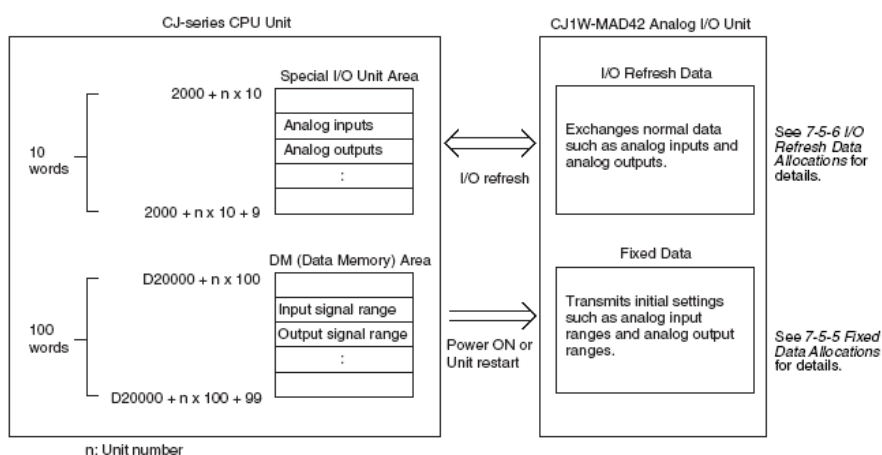 CJ-series CPU Unit
CJ1W-MAD42 Analog I/O Unit
Special I/O Unit Area
I/O Refresh Data
2000 + n x 10
Analog inputs
Analog outputs
:
10
words
2000 + n x 10 + 9
I/O refresh
Exchanges normal data
such as analog inputs and
analog outputs.
See 7-5-6 I/O
Refresh Data
Allocations for
details.
DM (Data Memory) Area
Fixed Data
D20000 + n x 100
Input signal range
Output signal range
:
100
words
D20000 + n x 100 + 99
Power ON or
Unit restart
Transmits initial settings
such as analog input
ranges and analog output
ranges.
See 7-5-5 Fixed
Data Allocations
for details.
n: Unit number